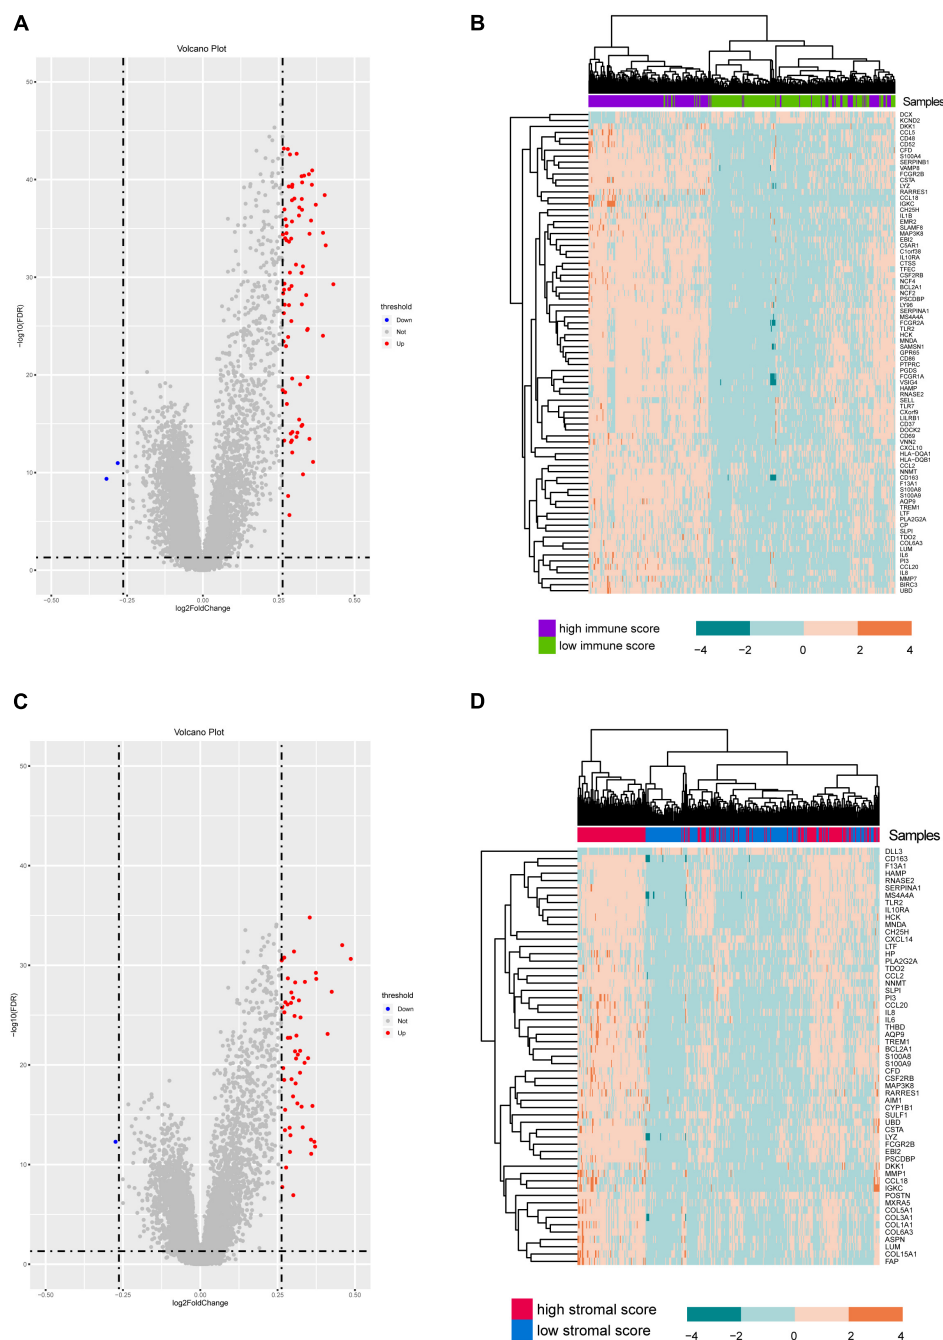 A
Volcano Plot
50
40
30
20
10
0
−log10(FDR)
−0.50
−0.25
0.00
0.25
0.50
log2FoldChange
threshold
Down
Not
Up
B
Samples
DCX
KCND2
DKK1
CCL5
CD48
CD52
CFD
S100A4
SERPINB1
VAMP8
FCGR2B
CSTA
LYZ
RARRES1
CCL18
IGKC
CH25H
IL1B
EMR2
SLAMF8
MAP3K8
EBI2
C5AR1
C1orf38
IL10RA
CTSS
TFEC
CSF2RB
NCF4
BCL2A1
NCF2
PSCDBP
LY96
SERPINA1
MS4A4A
FCGR2A
TLR2
HCK
MNDA
SAMSN1
GPR65
CD86
PTPRC
PGDS
FCGR1A
VSIG4
HAMP
RNASE2
SELL
TLR7
CXorf9
LILRB1
CD37
DOCK2
CD69
VNN2
CXCL10
HLA−DQA1
HLA−DQB1
CCL2
NNMT
CD163
F13A1
S100A8
S100A9
AQP9
TREM1
LTF
PLA2G2A
CP
SLPI
TDO2
COL6A3
LUM
IL6
PI3
CCL20
IL8
MMP7
BIRC3
UBD
high immune score
low immune score
−4 −2 0 2 4
C
Volcano Plot
50
40
30
20
10
0
−log10(FDR)
−0.50
−0.25
0.00
0.25
0.50
log2FoldChange
threshold
Down
Not
Up
D
Samples
DLL3
CD163
F13A1
HAMP
RNASE2
SERPINA1
MS4A4A
TLR2
IL10RA
HCK
MNDA
CH25H
CXCL14
LTF
HP
PLA2G2A
TDO2
CCL2
NNMT
SLPI
PI3
CCL20
IL8
IL6
THBD
AQP9
TREM1
BCL2A1
S100A8
S100A9
CFD
CSF2RB
MAP3K8
RARRES1
AIM1
CYP1B1
SULF1
UBD
CSTA
LYZ
FCGR2B
EBI2
PSCDBP
DKK1
MMP1
CCL18
IGKC
POSTN
MXRA5
COL5A1
COL3A1
COL1A1
COL6A3
ASPN
LUM
COL15A1
FAP
high stromal score
low stromal score
−4 −2 0 2 4